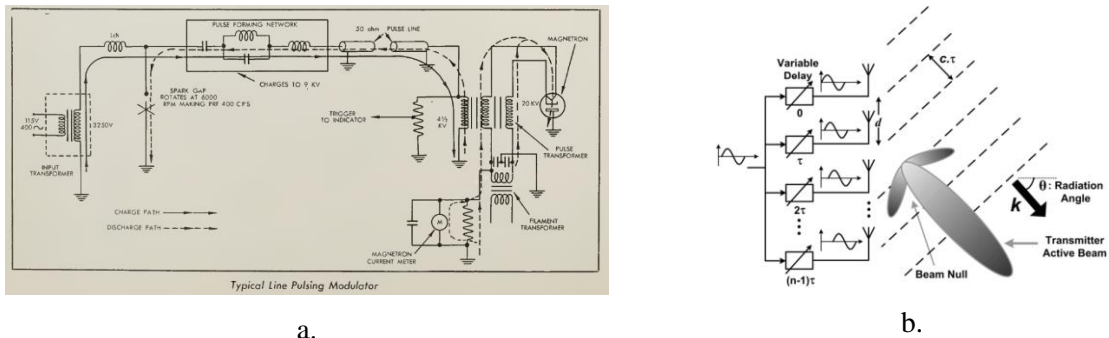 PULSE FORMING NETWORK
50 ohm
PULSE LINE
MAGNETRON
Lch
CHARGES TO 9 KV
SPARK GAP
ROTATES AT 6000
RPM MAKING PRF 400 CPS
TRIGGER
TO INDICATOR
4½
KV
20 KV
115V
400
3250V
INPUT
TRANSFORMER
PULSE
TRANSFORMER
CHARGE PATH
DISCHARGE PATH
M
FILAMENT
TRANSFORMER
MAGNETRON
CURRENT METER
Typical Line Pulsing Modulator
a.
Variable
Delay
0
τ
2τ
(n-1)τ
d
c.τ
θ: Radiation
Angle
k
Transmitter
Active Beam
Beam Null
b.